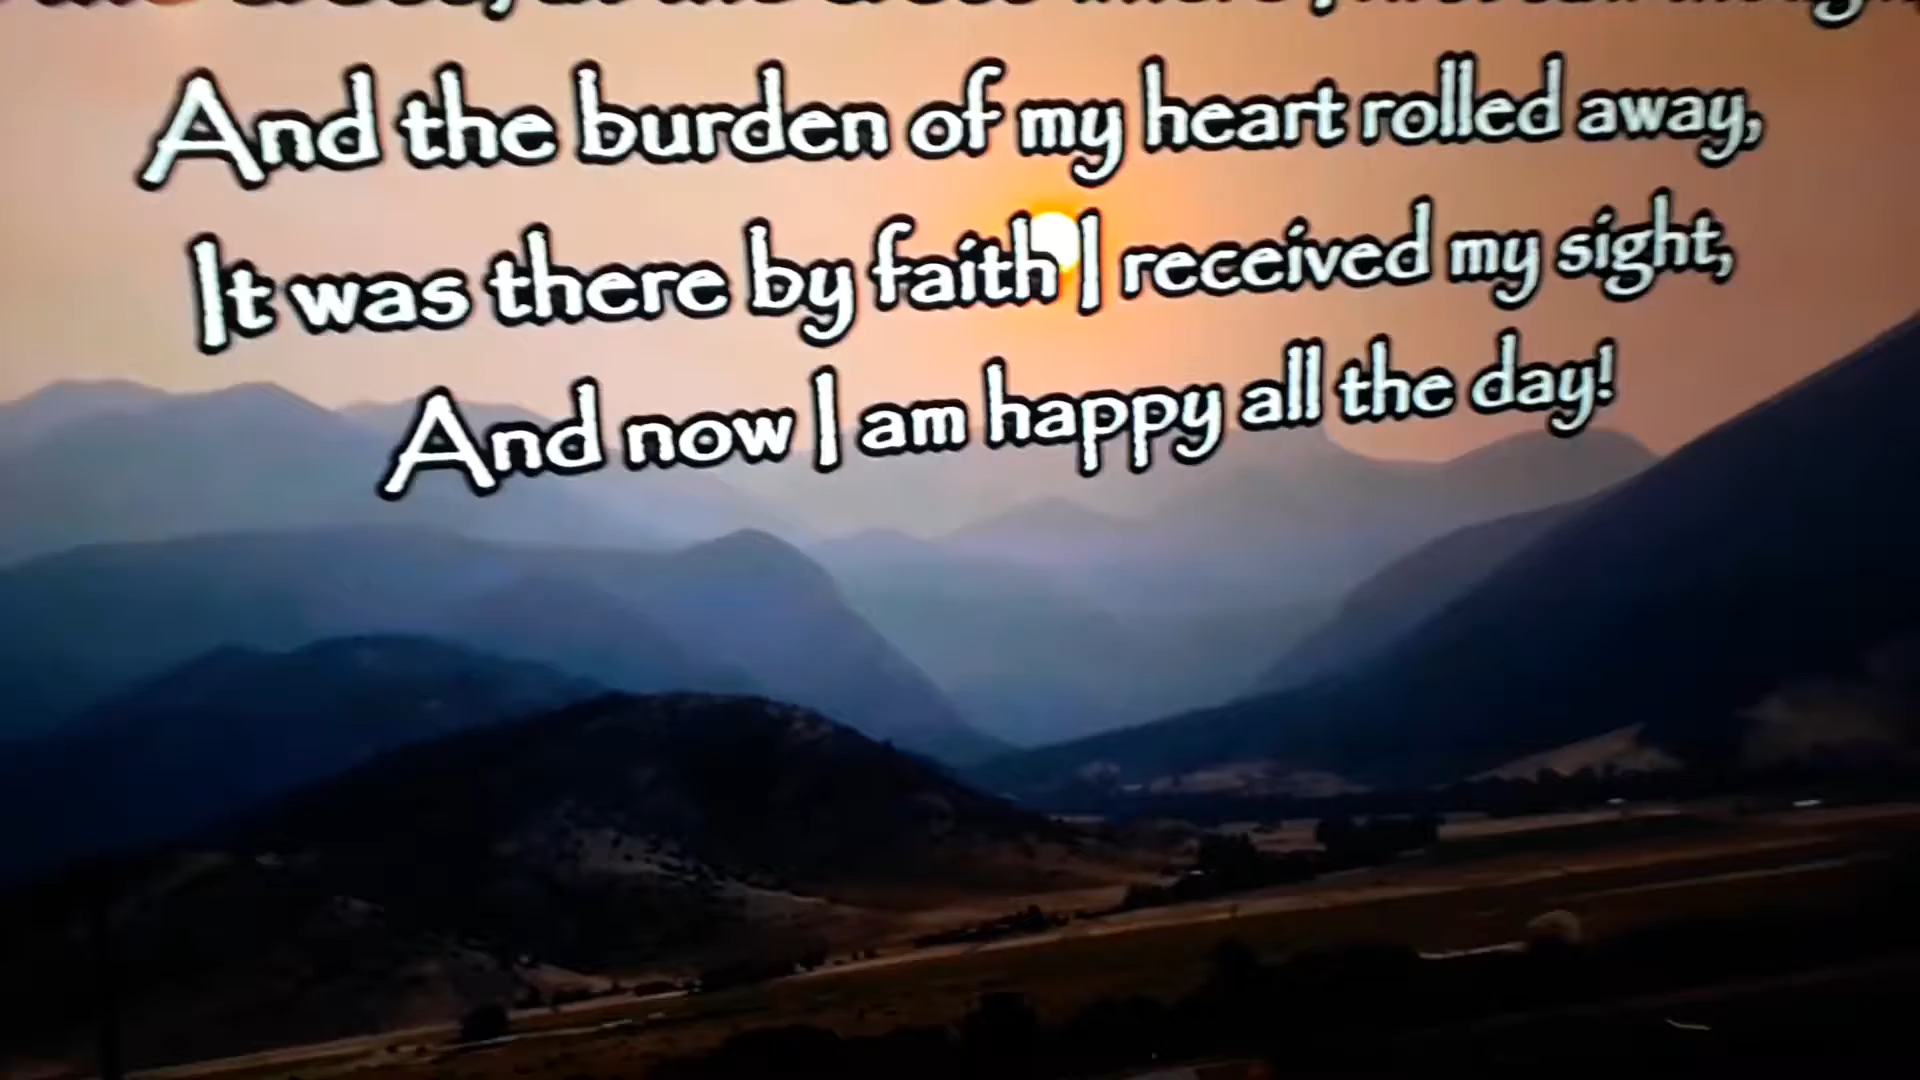 And the burden of my heart rolled away,
It was there by faith I received my sight,
And now I am happy all the day!